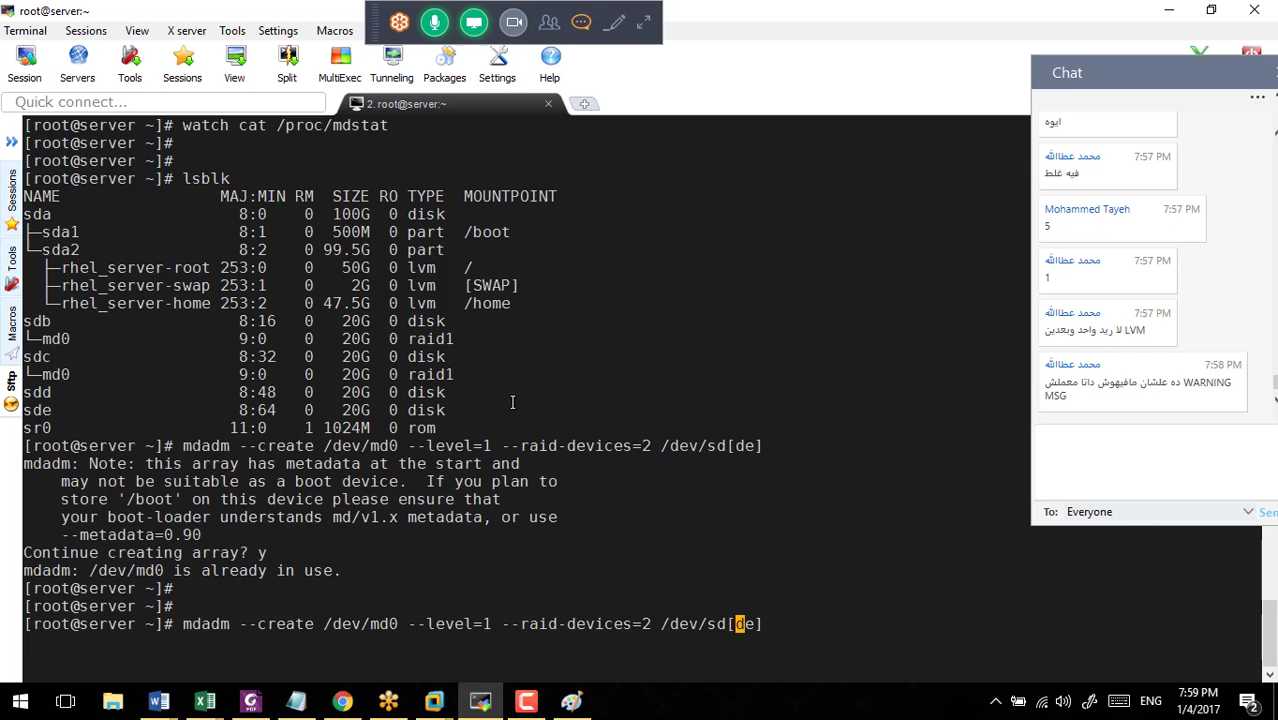 root@server:~
Terminal Sessions View X server Tools Settings Macros
Session Servers Tools Sessions View Split MultiExec Tunneling Packages Settings Help
Quick connect...
2. root@server:~
Sessions
Tools
Macros
Sftp
[root@server ~]# watch cat /proc/mdstat
[root@server ~]#
[root@server ~]#
[root@server ~]# lsblk
NAME MAJ:MIN RM SIZE RO TYPE MOUNTPOINT
sda 8:0 0 100G 0 disk
├─sda1 8:1 0 500M 0 part /boot
└─sda2 8:2 0 99.5G 0 part
├─rhel_server-root 253:0 0 50G 0 lvm /
├─rhel_server-swap 253:1 0 2G 0 lvm [SWAP]
└─rhel_server-home 253:2 0 47.5G 0 lvm /home
sdb 8:16 0 20G 0 disk
└─md0 9:0 0 20G 0 raid1
sdc 8:32 0 20G 0 disk
└─md0 9:0 0 20G 0 raid1
sdd 8:48 0 20G 0 disk
sde 8:64 0 20G 0 disk
sr0 11:0 1 1024M 0 rom
[root@server ~]# mdadm --create /dev/md0 --level=1 --raid-devices=2 /dev/sd[de]
mdadm: Note: this array has metadata at the start and
may not be suitable as a boot device. If you plan to
store '/boot' on this device please ensure that
your boot-loader understands md/v1.x metadata, or use
--metadata=0.90
Continue creating array? y
mdadm: /dev/md0 is already in use.
[root@server ~]#
[root@server ~]#
[root@server ~]# mdadm --create /dev/md0 --level=1 --raid-devices=2 /dev/sd[de]
Chat
ايوه
محمد عطاالله 7:57 PM
فيه غلط
Mohammed Tayeh 7:57 PM
5
محمد عطاالله 7:57 PM
1
محمد عطاالله 7:57 PM
لا ريد واحد وبعدين LVM
محمد عطاالله 7:58 PM
ده علشان مافيهوش داتا معملش WARNING
MSG
To: Everyone
ENG
7:59 PM
1/4/2017
2